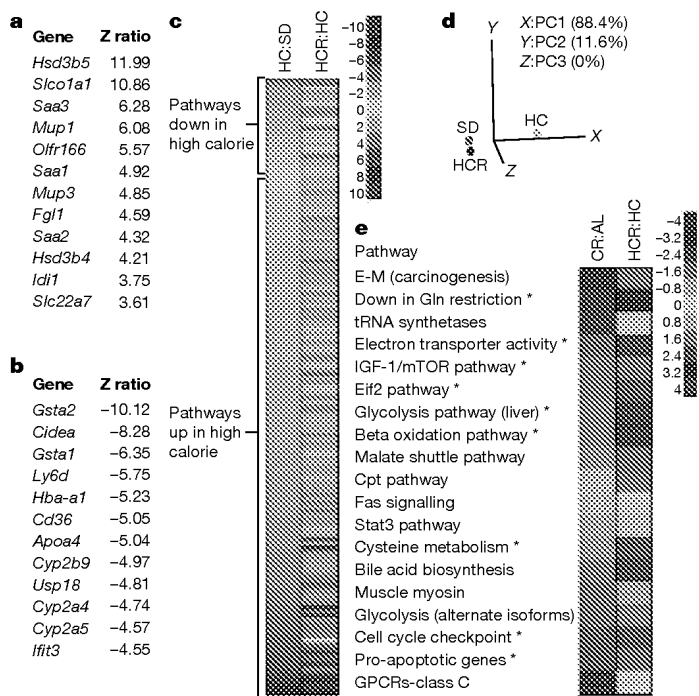 a
Gene Z ratio
Hsd3b5 11.99
Slco1a1 10.86
Saa3 6.28
Mup1 6.08
Olfr166 5.57
Saa1 4.92
Mup3 4.85
Fgl1 4.59
Saa2 4.32
Hsd3b4 4.21
Idi1 3.75
Slc22a7 3.61
b
Gene Z ratio
Gsta2 −10.12
Cidea −8.28
Gsta1 −6.35
Ly6d −5.75
Hba-a1 −5.23
Cd36 −5.05
Apoa4 −5.04
Cyp2b9 −4.97
Usp18 −4.81
Cyp2a4 −4.74
Cyp2a5 −4.57
Ifit3 −4.55
c
HC:SD
HCR:HC
Pathways
down in
high calorie
Pathways
up in high
calorie
−10
−8
−6
−4
−2
0
2
4
6
8
10
d
X:PC1 (88.4%)
Y:PC2 (11.6%)
Z:PC3 (0%)
Y
HC
X
SD
HCR
Z
e
CR:AL
HCR:HC
Pathway
E-M (carcinogenesis)
Down in Gln restriction *
tRNA synthetases
Electron transporter activity *
IGF-1/mTOR pathway *
Eif2 pathway *
Glycolysis pathway (liver) *
Beta oxidation pathway *
Malate shuttle pathway
Cpt pathway
Fas signalling
Stat3 pathway
Cysteine metabolism *
Bile acid biosynthesis
Muscle myosin
Glycolysis (alternate isoforms)
Cell cycle checkpoint *
Pro-apoptotic genes *
GPCRs-class C
−4
−3.2
−2.4
−1.6
−0.8
0
0.8
1.6
2.4
3.2
4